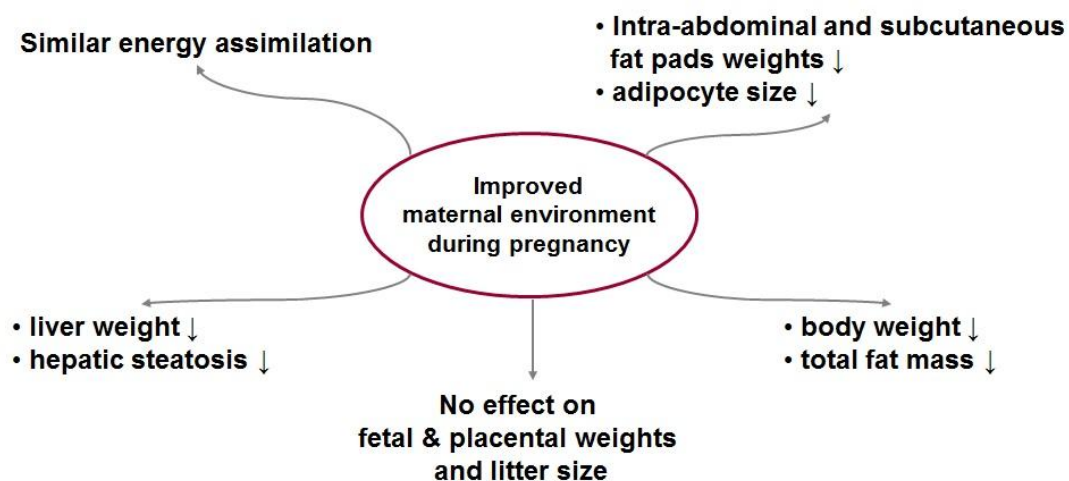 Similar energy assimilation
• Intra-abdominal and subcutaneous
fat pads weights ↓
• adipocyte size ↓
Improved
maternal environment
during pregnancy
• liver weight ↓
• hepatic steatosis ↓
• body weight ↓
• total fat mass ↓
No effect on
fetal & placental weights
and litter size